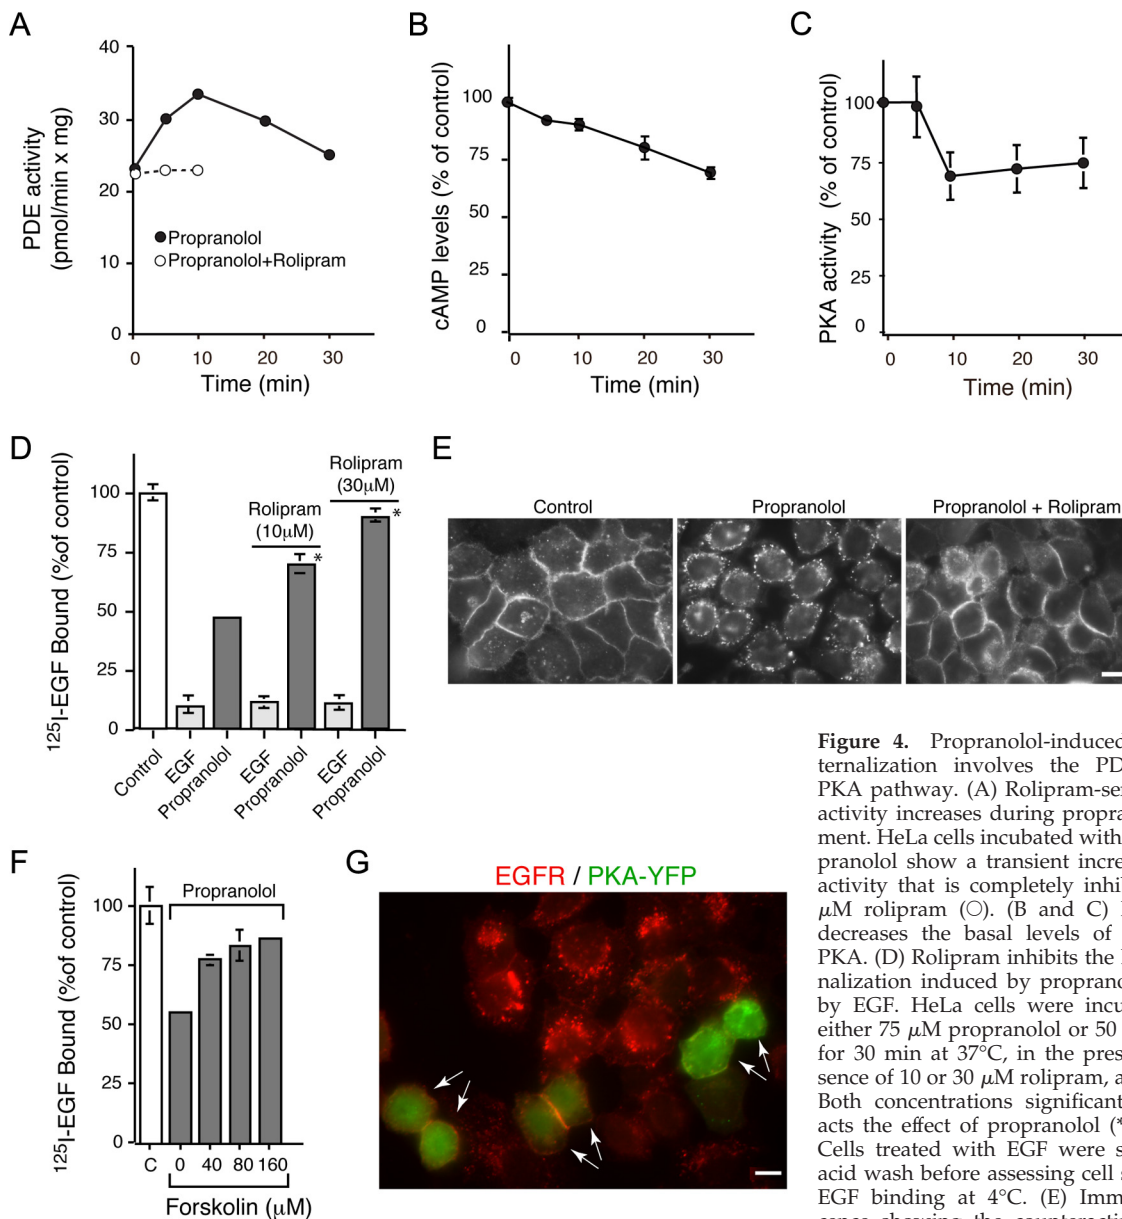 A
40
30
20
10
0
PDE activity
(pmol/min x mg)
Propranolol
Propranolol+Rolipram
0 10 20 30
Time (min)
B
100
75
50
25
0
cAMP levels (% of control)
0 10 20 30
Time (min)
C
100
75
50
25
0
PKA activity (% of control)
0 10 20 30
Time (min)
D
125I-EGF Bound (%of control)
100
75
50
25
0
Rolipram
(10µM)
*
Rolipram
(30µM)
*
Control
EGF
Propranolol
EGF
Propranolol
EGF
Propranolol
E
Control
Propranolol
Propranolol + Rolipram
F
125I-EGF Bound (%of control)
100
75
50
25
0
Propranolol
C 0 40 80 160
Forskolin (µM)
G
EGFR / PKA-YFP
Figure 4. Propranolol-induced
ternalization involves the PD
PKA pathway. (A) Rolipram-se
activity increases during propra
ment. HeLa cells incubated with
pranolol show a transient incre
activity that is completely inhib
µM rolipram (○). (B and C)
decreases the basal levels of
PKA. (D) Rolipram inhibits the
nalization induced by propranol
by EGF. HeLa cells were incu
either 75 µM propranolol or 50
for 30 min at 37°C, in the pres
sence of 10 or 30 µM rolipram, a
Both concentrations significant
acts the effect of propranolol (*
Cells treated with EGF were s
acid wash before assessing cell s
EGF binding at 4°C. (E) Imm